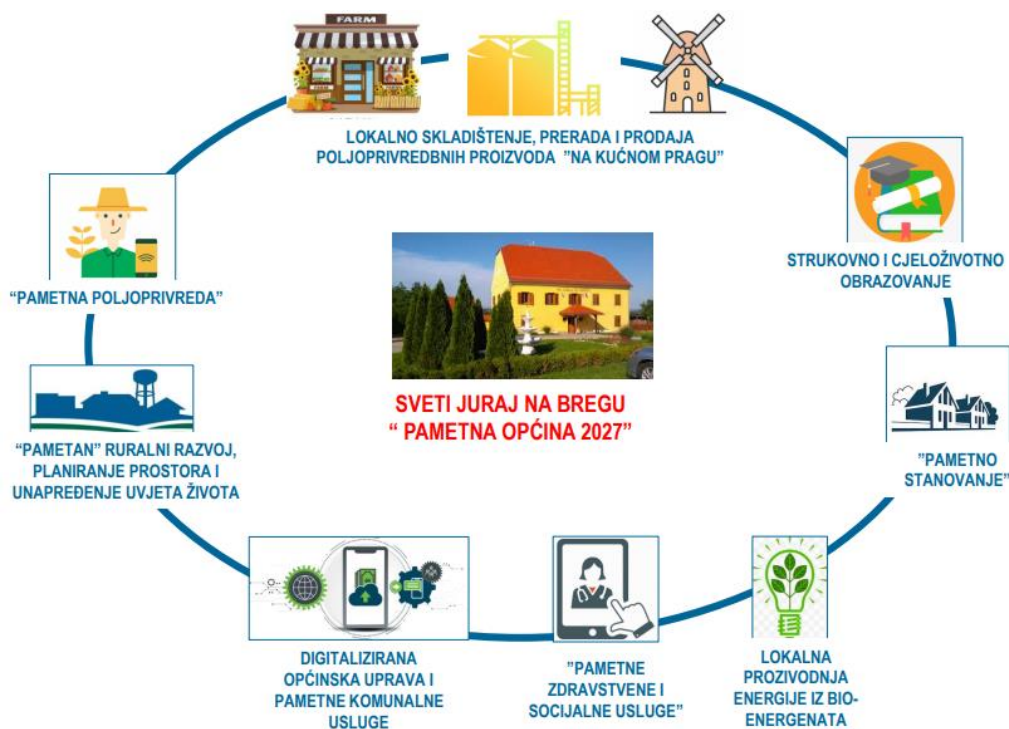 FARM
LOKALNO SKLADIŠTENJE, PRERADA I PRODAJA
POLJOPRIVREDBNIH PROIZVODA ”NA KUĆNOM PRAGU”
STRUKOVNO I CJELOŽIVOTNO
OBRAZOVANJE
“PAMETNA POLJOPRIVREDA”
SVETI JURAJ NA BREGU
“ PAMETNA OPĆINA 2027”
”PAMETNO
STANOVANJE”
“PAMETAN” RURALNI RAZVOJ,
PLANIRANJE PROSTORA I
UNAPREĐENJE UVJETA ŽIVOTA
DIGITALIZIRANA
OPĆINSKA UPRAVA I
PAMETNE KOMUNALNE
USLUGE
”PAMETNE
ZDRAVSTVENE I
SOCIJALNE USLUGE”
LOKALNA
PROZIVODNJA
ENERGIJE IZ BIO-
ENERGENATA